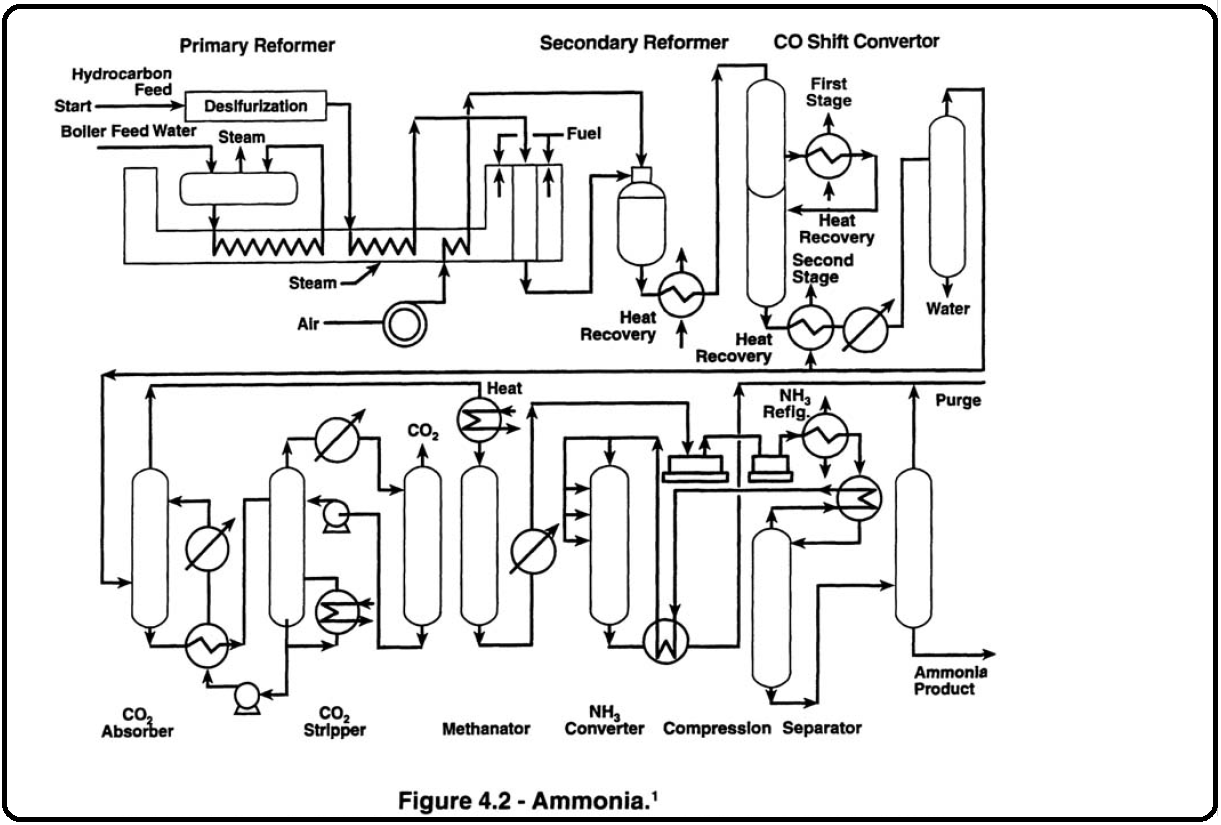 Primary Reformer
Secondary Reformer
CO Shift Convertor
Hydrocarbon
Feed
Start
Deslfurization
Boiler Feed Water
Steam
Fuel
First
Stage
Heat
Recovery
Second
Stage
Steam
Air
Heat
Recovery
Heat
Recovery
Water
Heat
NH3
Refig.
Purge
CO2
Ammonia
Product
CO2
Absorber
CO2
Stripper
Methanator
NH3
Converter
Compression
Separator
Figure 4.2 - Ammonia.¹